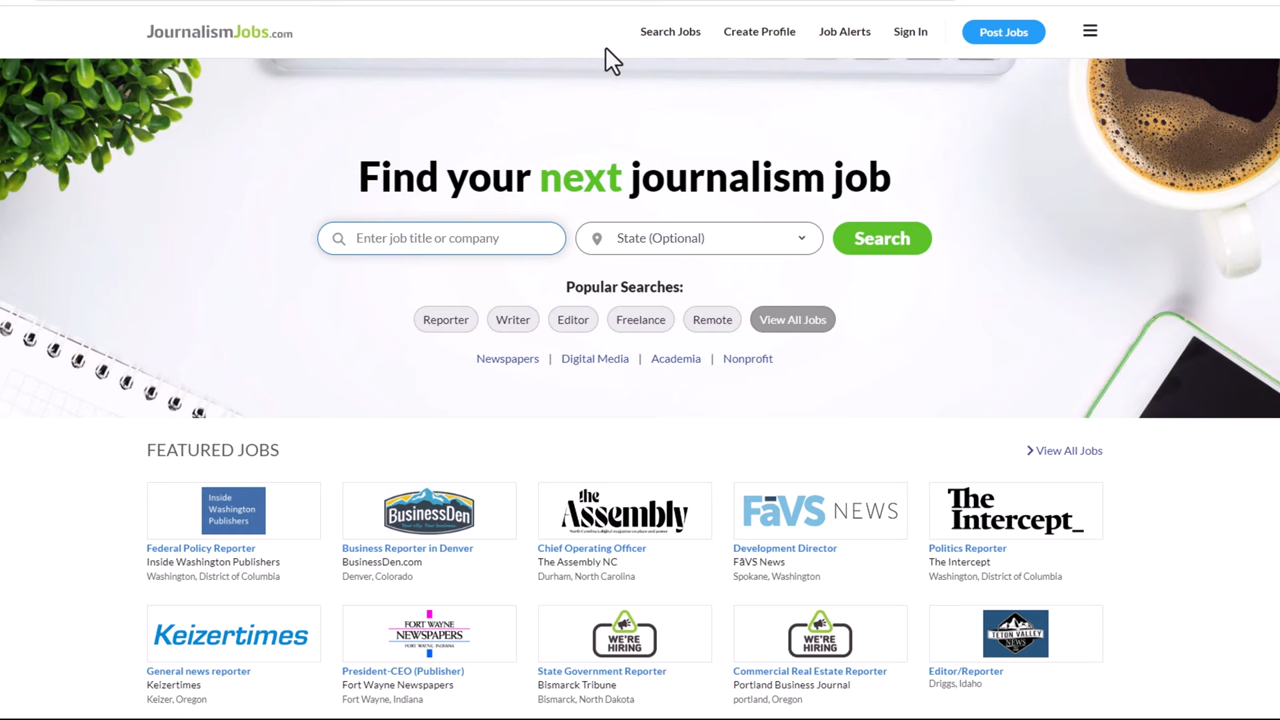 JournalismJobs.com
Search Jobs
Create Profile
Job Alerts
Sign In
Post Jobs
Find your next journalism job
Enter job title or company
State (Optional)
Search
Popular Searches:
Reporter
Writer
Editor
Freelance
Remote
View All Jobs
Newspapers | Digital Media | Academia | Nonprofit
FEATURED JOBS
View All Jobs
Inside
Washington
Publishers
Federal Policy Reporter
Inside Washington Publishers
Washington, District of Columbia
BusinessDen
Your city. Your business.
Business Reporter in Denver
BusinessDen.com
Denver, Colorado
the
Assembly
Chief Operating Officer
The Assembly NC
Durham, North Carolina
FāVS NEWS
Development Director
FāVS News
Spokane, Washington
The
Intercept_
Politics Reporter
The Intercept
Washington, District of Columbia
Keizertimes
General news reporter
Keizertimes
Keizer, Oregon
FORT WAYNE
NEWSPAPERS
FORT WAYNE, INDIANA
President-CEO (Publisher)
Fort Wayne Newspapers
Fort Wayne, Indiana
WE'RE
HIRING
State Government Reporter
Bismarck Tribune
Bismarck, North Dakota
WE'RE
HIRING
Commercial Real Estate Reporter
Portland Business Journal
portland, Oregon
TETON VALLEY
NEWS
Editor/Reporter
Driggs, Idaho